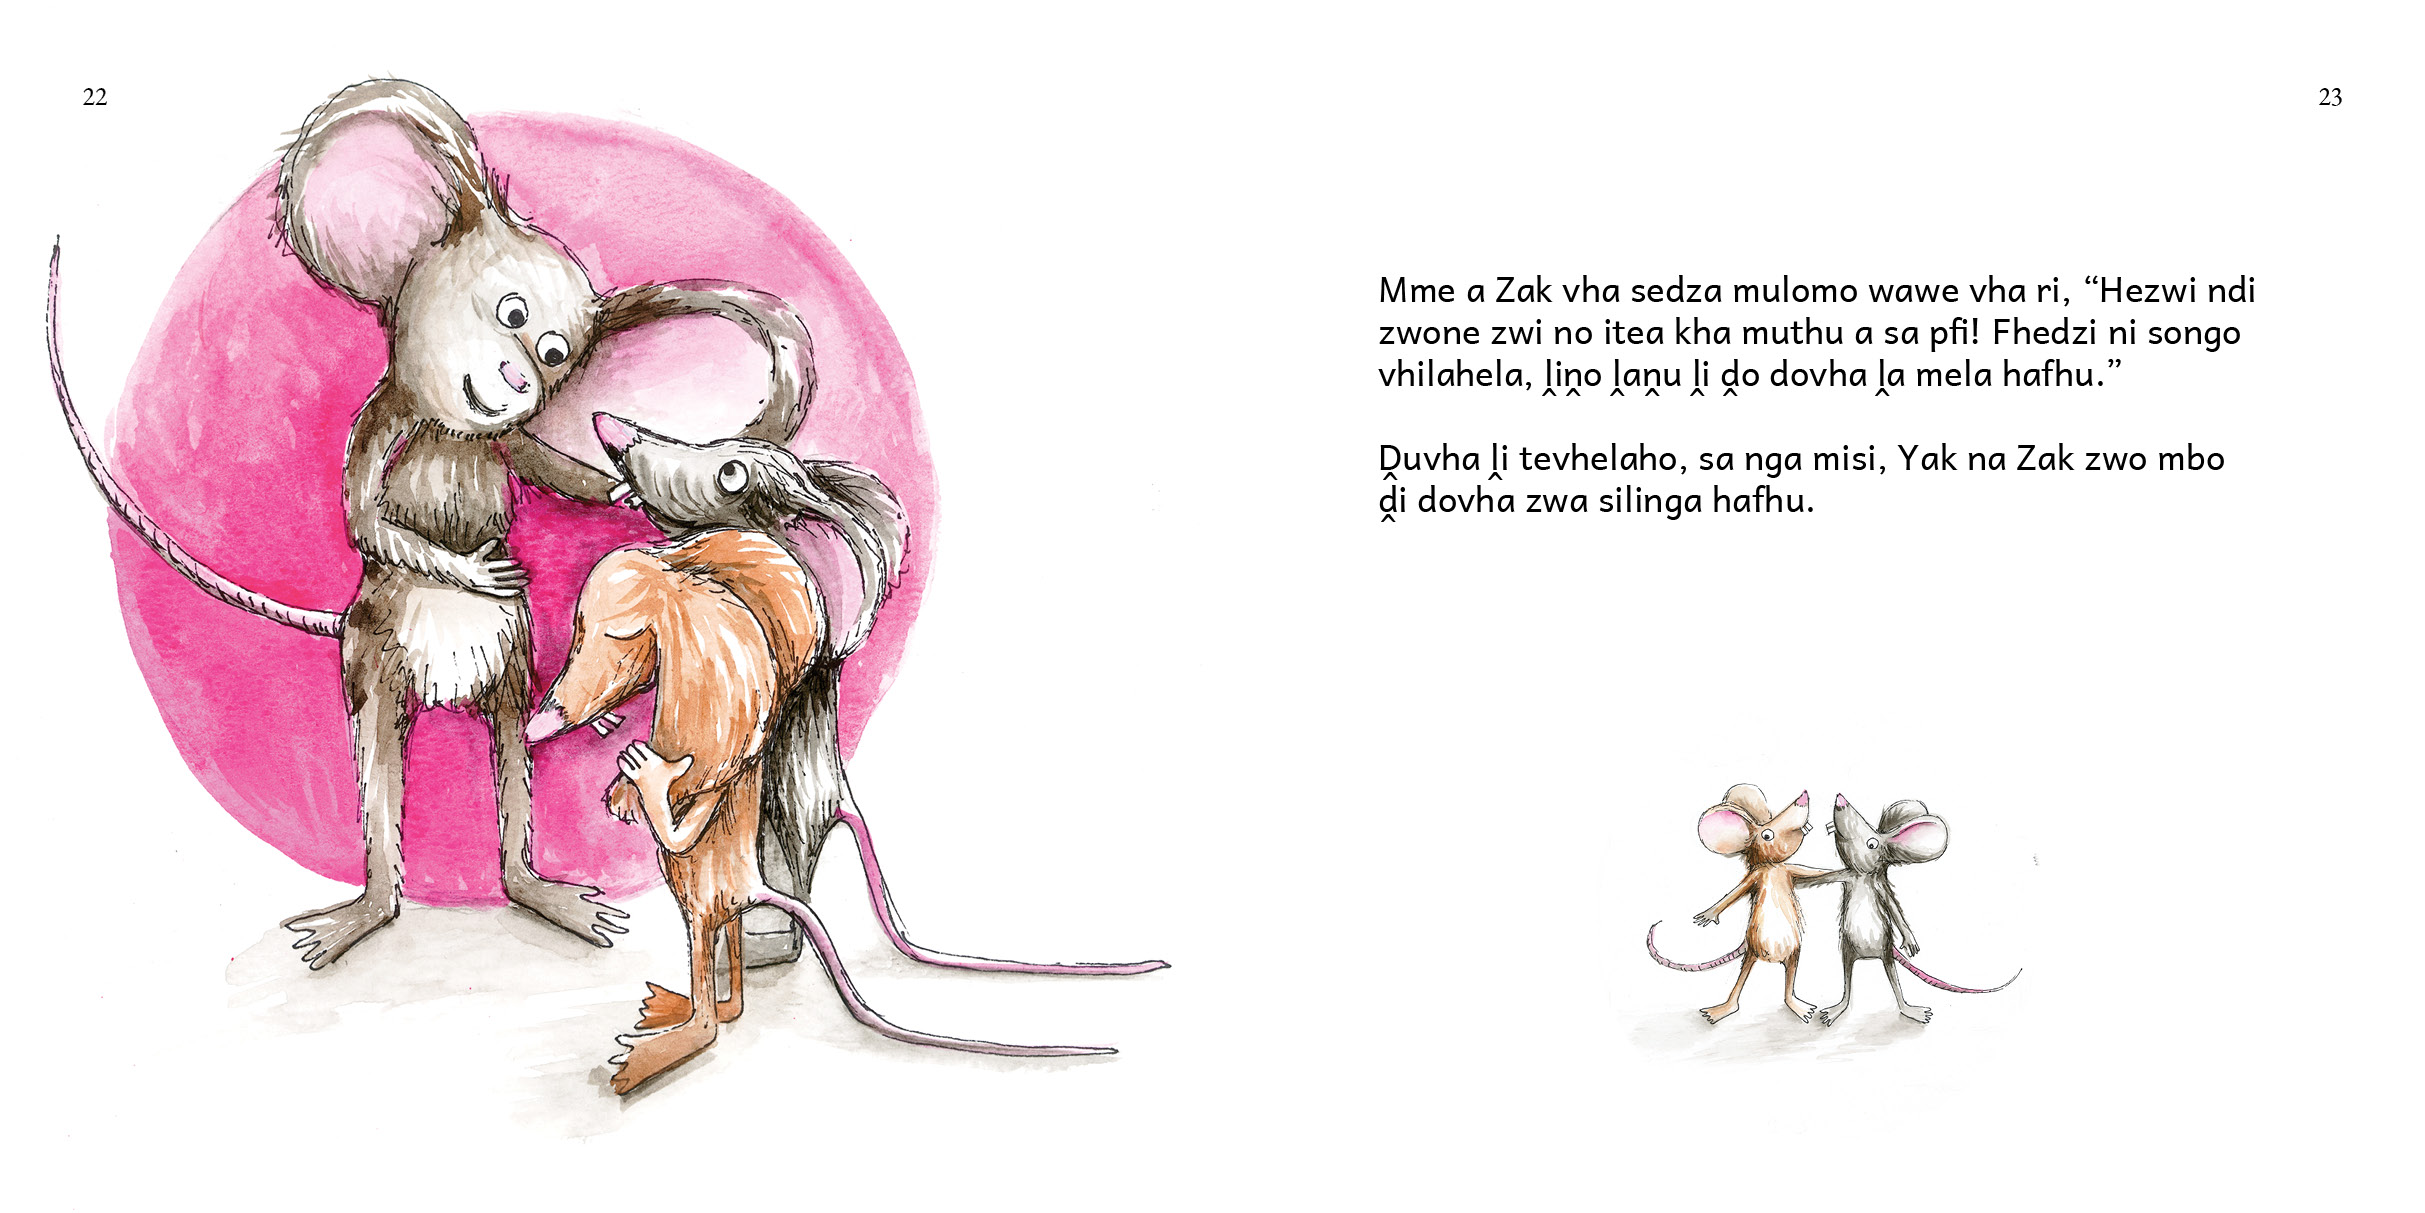 22
23
Mme a Zak vha sedza mulomo wawe vha ri, “Hezwi ndi
zwone zwi no itea kha muthu a sa pfi! Fhedzi ni songo
vhilahela, ḽiṋo ḽaṋu ḽi ḓo dovha ḽa mela hafhu.”
Ḓuvha ḽi tevhelaho, sa nga misi, Yak na Zak zwo mbo
ḓi dovha zwa silinga hafhu.